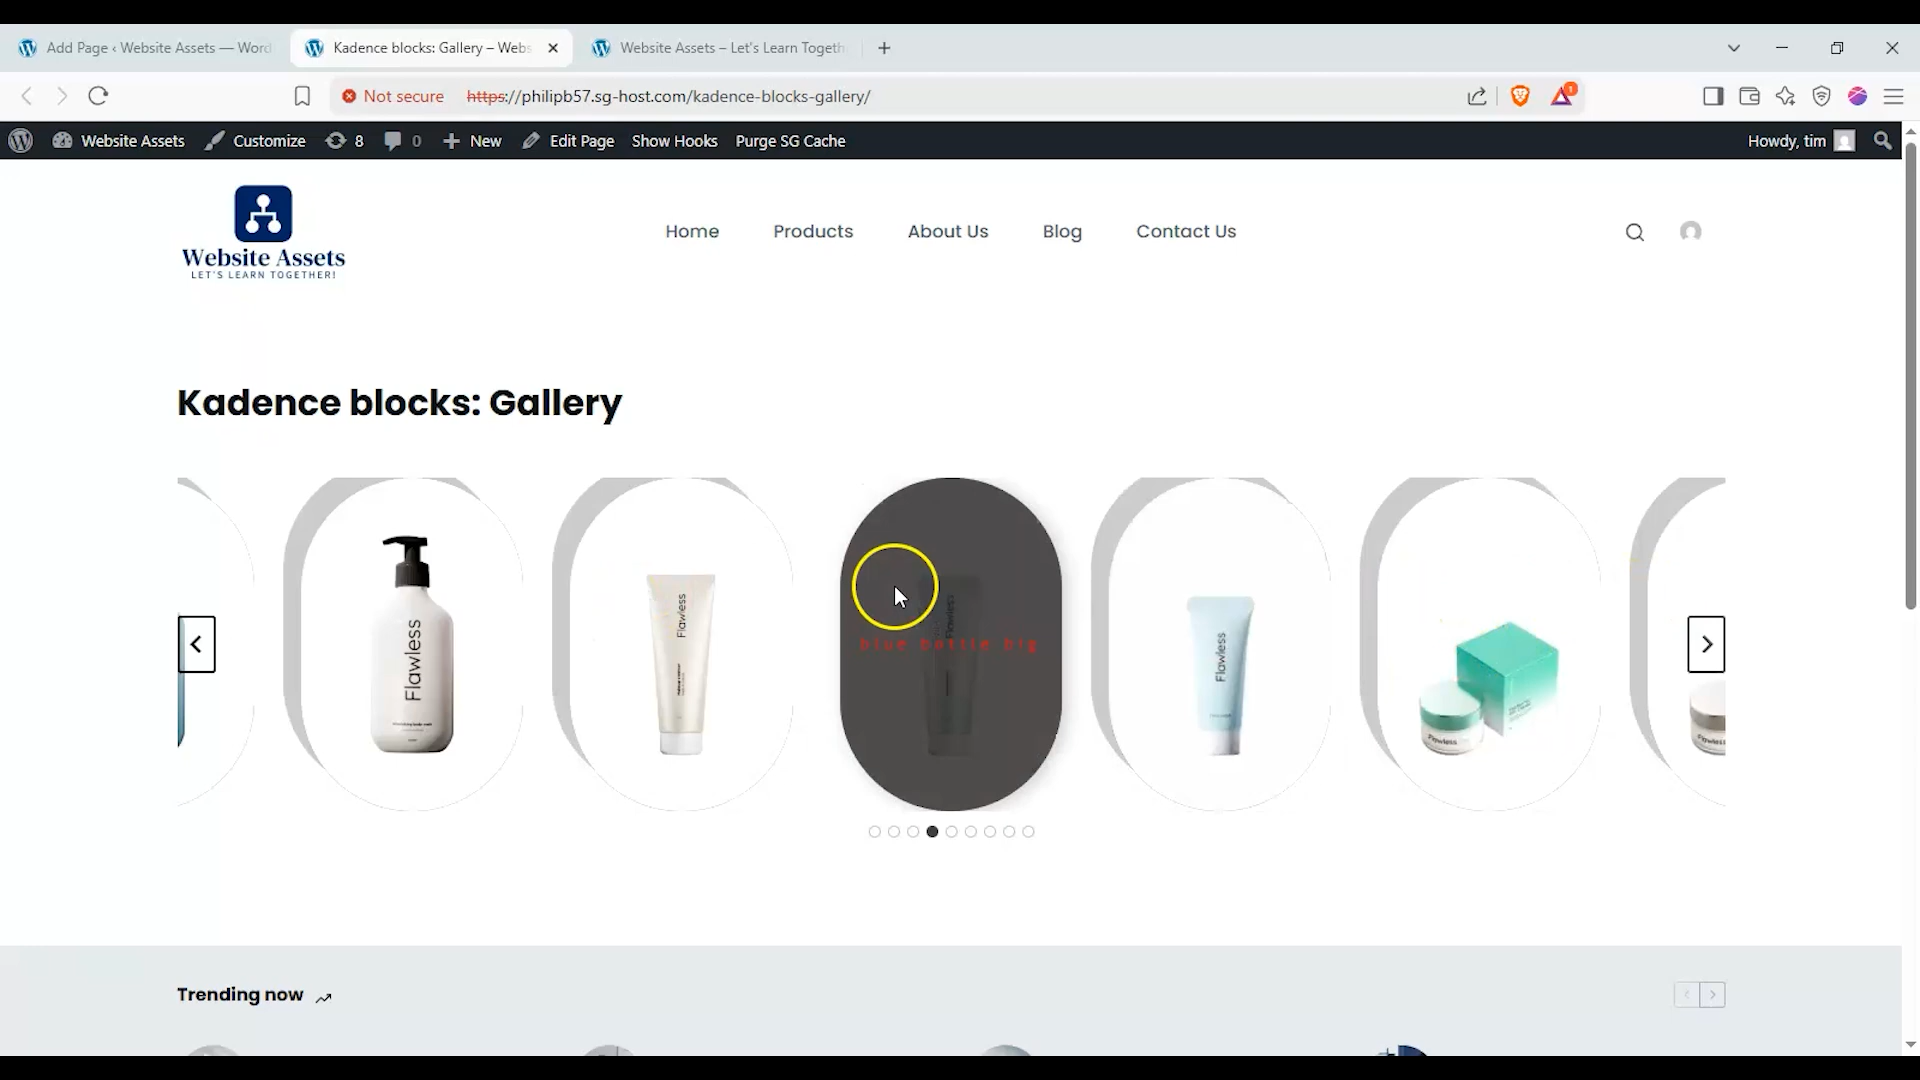 Add Page ‹ Website Assets — Word
Kadence blocks: Gallery – Webs
Website Assets – Let's Learn Togeth
Not secure https://philipb57.sg-host.com/kadence-blocks-gallery/
1
Website Assets
Customize
8
0
New
Edit Page
Show Hooks
Purge SG Cache
Howdy, tim
Website Assets
LET'S LEARN TOGETHER!
Home
Products
About Us
Blog
Contact Us
Kadence blocks: Gallery
Flawless
Flawless
Flawless
blue bottle big
Flawless
Flawless
Flawless
Trending now